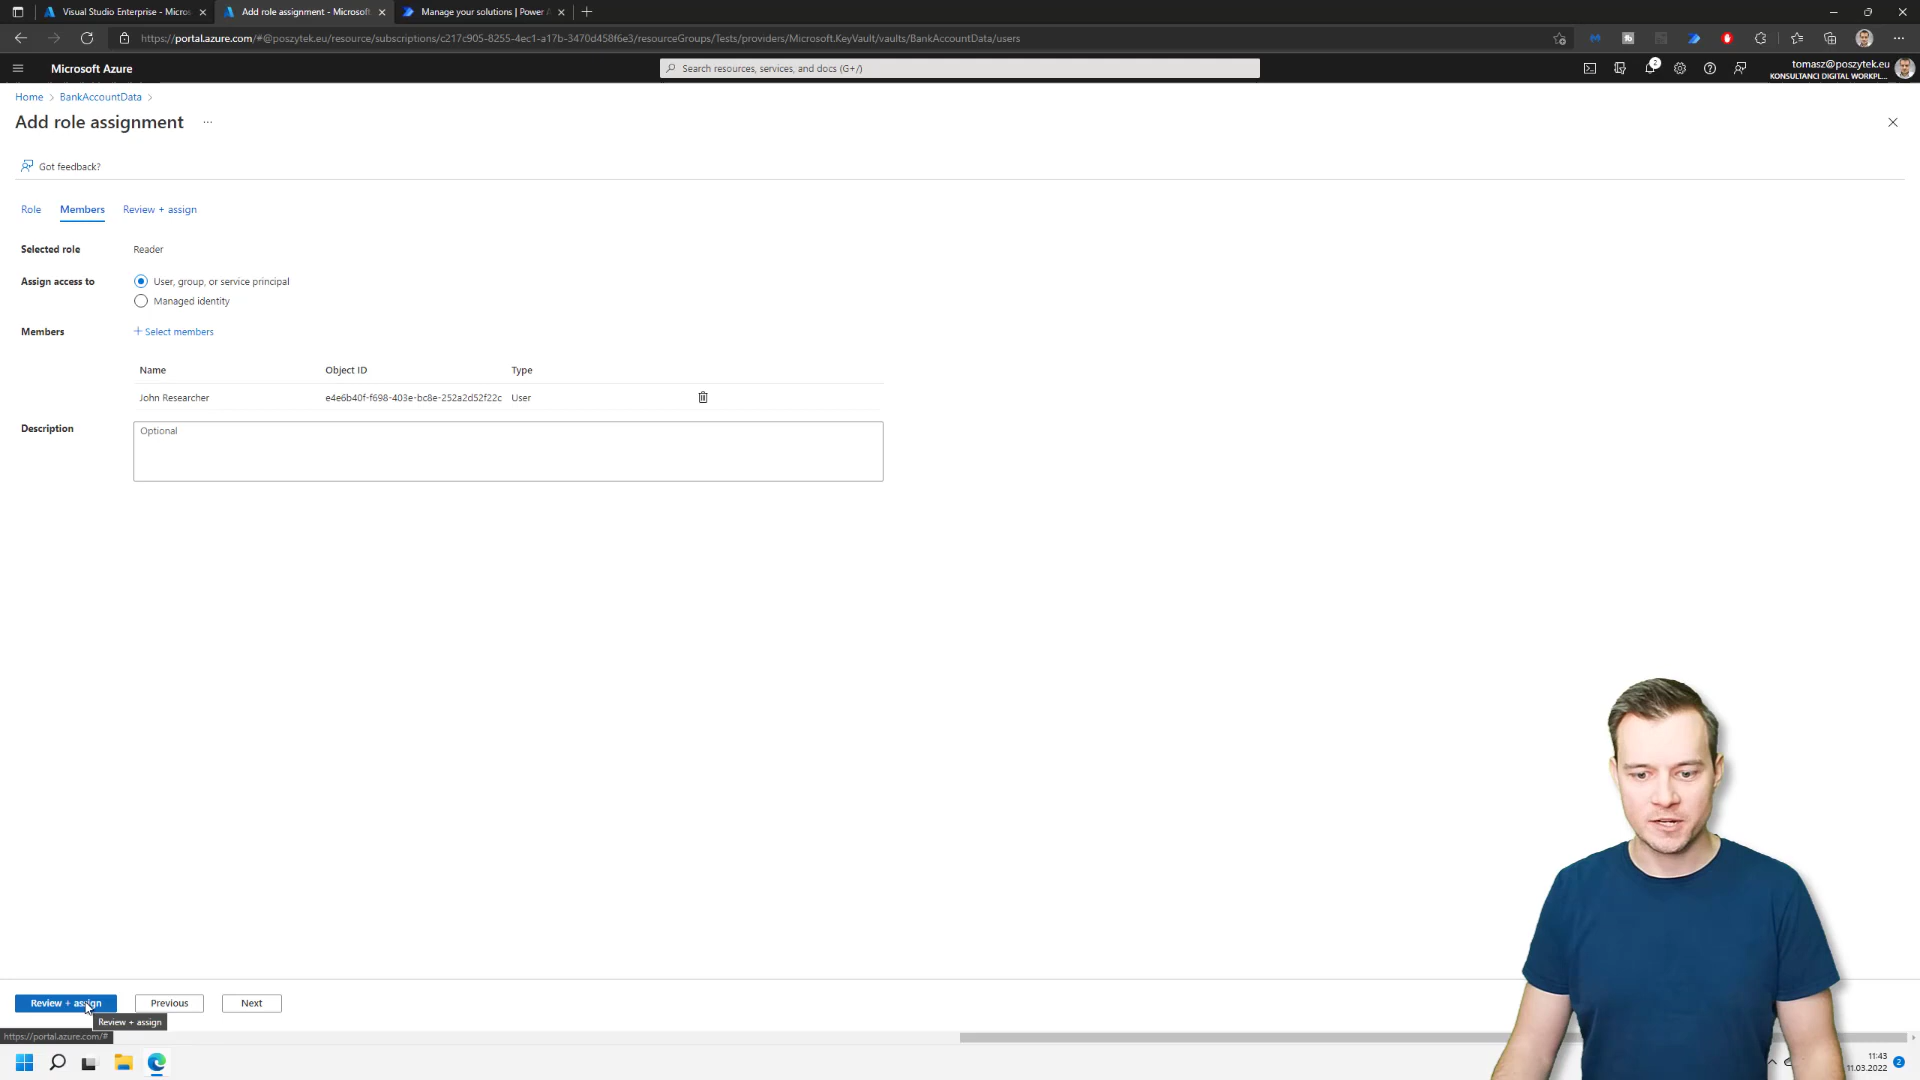 Visual Studio Enterprise - Micros
Add role assignment - Microsoft
Manage your solutions | Power A
https://portal.azure.com/#@poszytek.eu/resource/subscriptions/c217c905-8255-4ec1-a17b-3470d458f6e3/resourceGroups/Tests/providers/Microsoft.KeyVault/vaults/BankAccountData/users
Microsoft Azure
Search resources, services, and docs (G+/)
2
tomasz@poszytek.eu
KONSULTANCI DIGITAL WORKPL...
Home > BankAccountData >
Add role assignment ...
Got feedback?
Role Members Review + assign
Selected role Reader
Assign access to User, group, or service principal
Managed identity
Members + Select members
Name Object ID Type
John Researcher e4e6b40f-f698-403e-bc8e-252a2d52f22c User
Description Optional
Review + assign Previous Next
Review + assign
https://portal.azure.com/#
11:43
11.03.2022
2